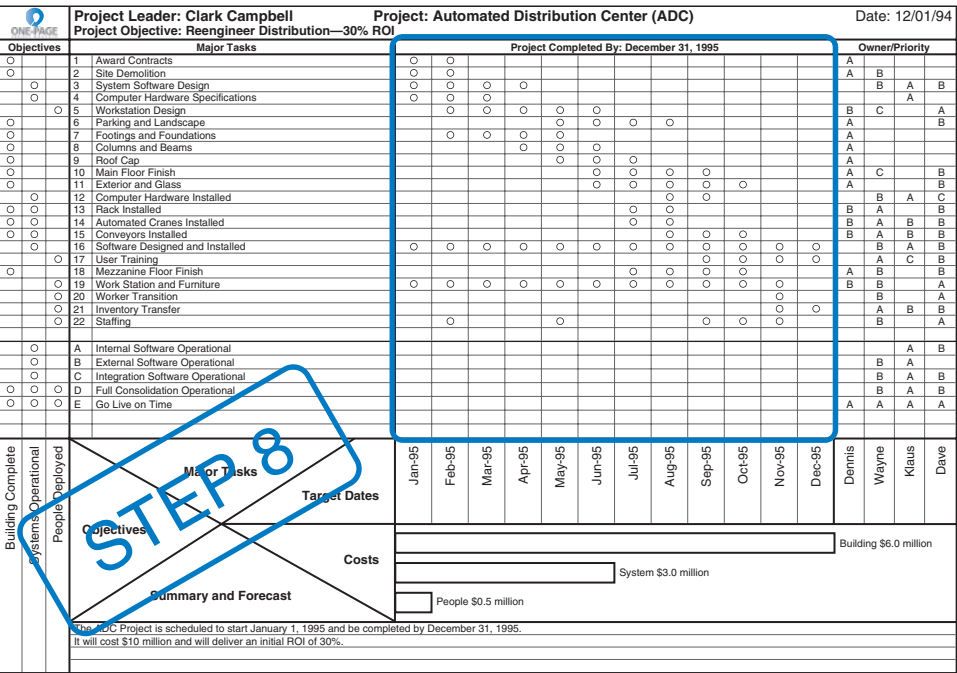 ONE-PAGE
Project Leader: Clark Campbell Project: Automated Distribution Center (ADC) Date: 12/01/94
Project Objective: Reengineer Distribution—30% ROI
Objectives Major Tasks Project Completed By: December 31, 1995 Owner/Priority
1 Award Contracts A
2 Site Demolition A B
3 System Software Design B A B
4 Computer Hardware Specifications A
5 Workstation Design B C A
6 Parking and Landscape A B
7 Footings and Foundations A
8 Columns and Beams A
9 Roof Cap A
10 Main Floor Finish A C B
11 Exterior and Glass A B
12 Computer Hardware Installed B A C
13 Rack Installed B A B
14 Automated Cranes Installed B A B B
15 Conveyors Installed B A B B
16 Software Designed and Installed B A B
17 User Training A C B
18 Mezzanine Floor Finish A B B
19 Work Station and Furniture B B A
20 Worker Transition B A
21 Inventory Transfer A B B
22 Staffing B A
A Internal Software Operational A B
B External Software Operational B A
C Integration Software Operational B A B
D Full Consolidation Operational B A B
E Go Live on Time A A A A
Building Complete
Systems Operational
People Deployed
Major Tasks
Target Dates
Objectives
Costs
Summary and Forecast
STEP 8
Jan-95
Feb-95
Mar-95
Apr-95
May-95
Jun-95
Jul-95
Aug-95
Sep-95
Oct-95
Nov-95
Dec-95
Dennis
Wayne
Klaus
Dave
Building $6.0 million
System $3.0 million
People $0.5 million
The ADC Project is scheduled to start January 1, 1995 and be completed by December 31, 1995.
It will cost $10 million and will deliver an initial ROI of 30%.